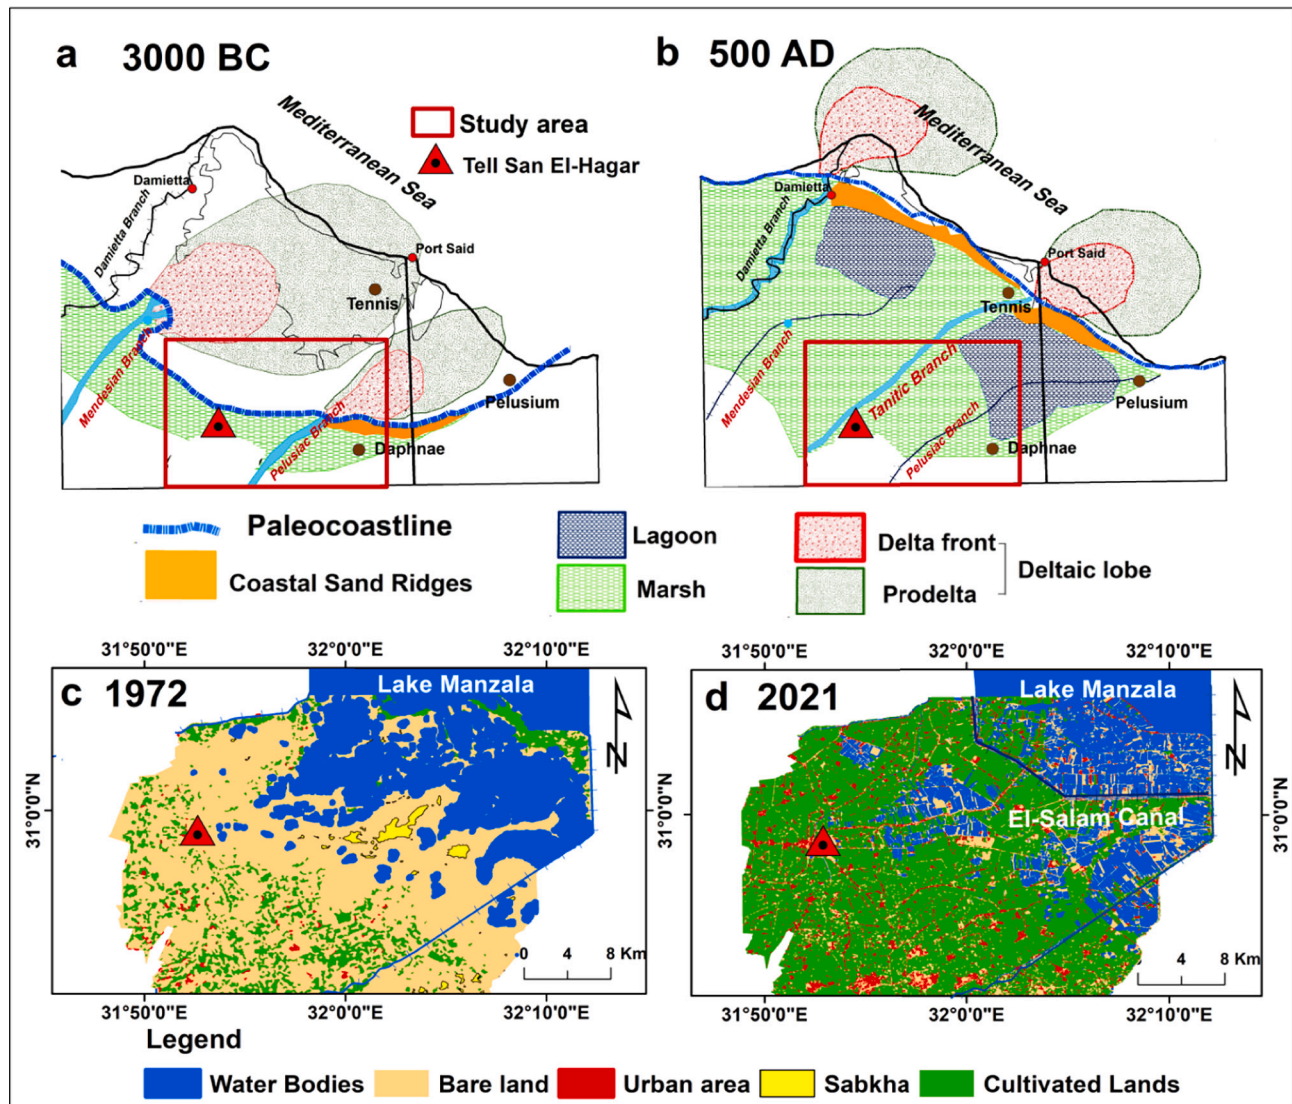 a 3000 BC
Mediterranean Sea
Study area
Tell San El-Hagar
Damietta
Damietta Branch
Port Said
Tennis
Mendesian Branch
Pelusiac Branch
Pelusium
Daphnae
b 500 AD
Mediterranean Sea
Damietta
Damietta Branch
Port Said
Tennis
Mendesian Branch
Tanitic Branch
Pelusiac Branch
Pelusium
Daphnae
Paleocoastline
Coastal Sand Ridges
Lagoon
Marsh
Delta front
Prodelta
Deltaic lobe
31°50'0"E 32°0'0"E 32°10'0"E
c 1972
Lake Manzala
N
31°0'0"N
0 4 8 Km
31°50'0"E 32°0'0"E 32°10'0"E
31°50'0"E 32°0'0"E 32°10'0"E
d 2021
Lake Manzala
N
El-Salam Canal
31°0'0"N
4 8 Km
31°50'0"E 32°0'0"E 32°10'0"E
Legend
Water Bodies Bare land Urban area Sabkha Cultivated Lands